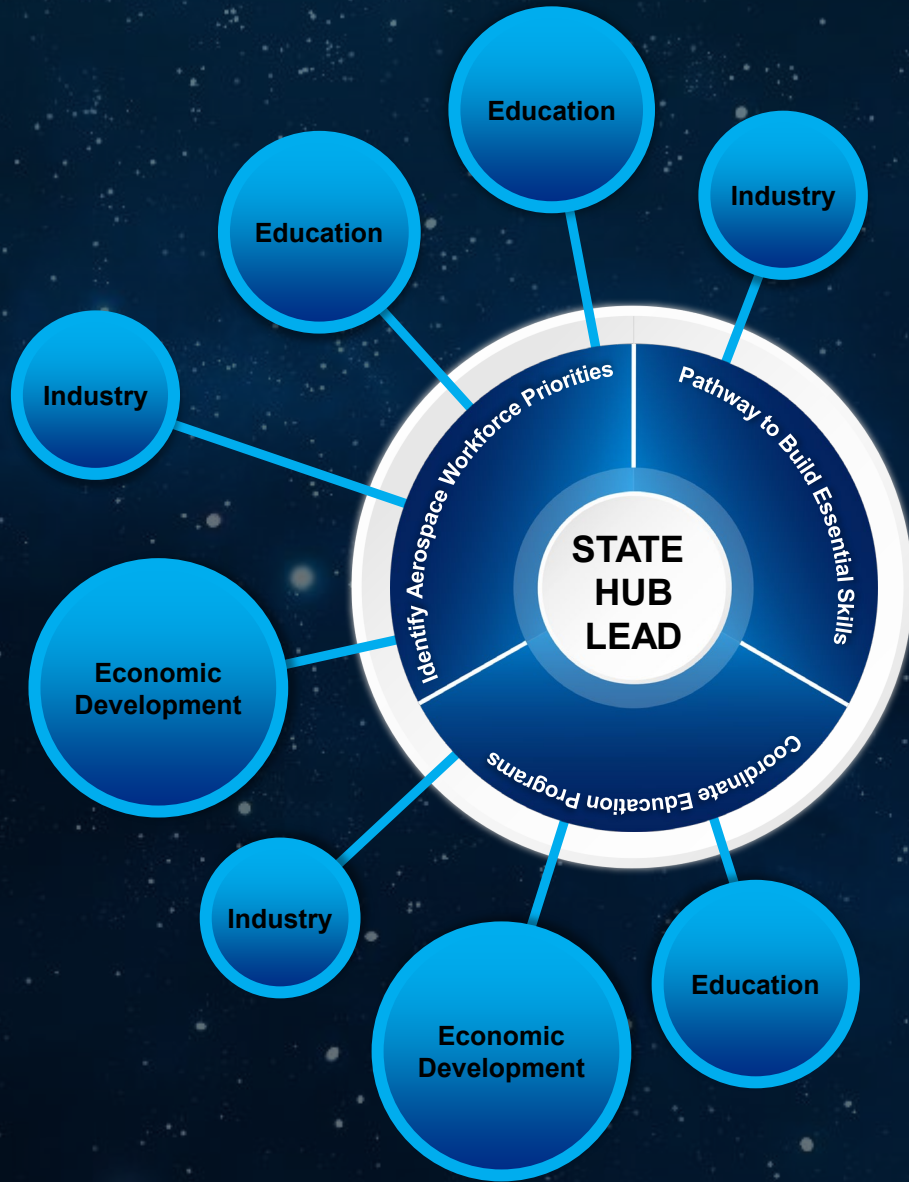 Education
Industry
Education
Industry
Identify Aerospace Workforce Priorities
Pathway to Build Essential Skills
STATE
HUB
LEAD
Economic
Development
Coordinate Education Programs
Industry
Education
Economic
Development